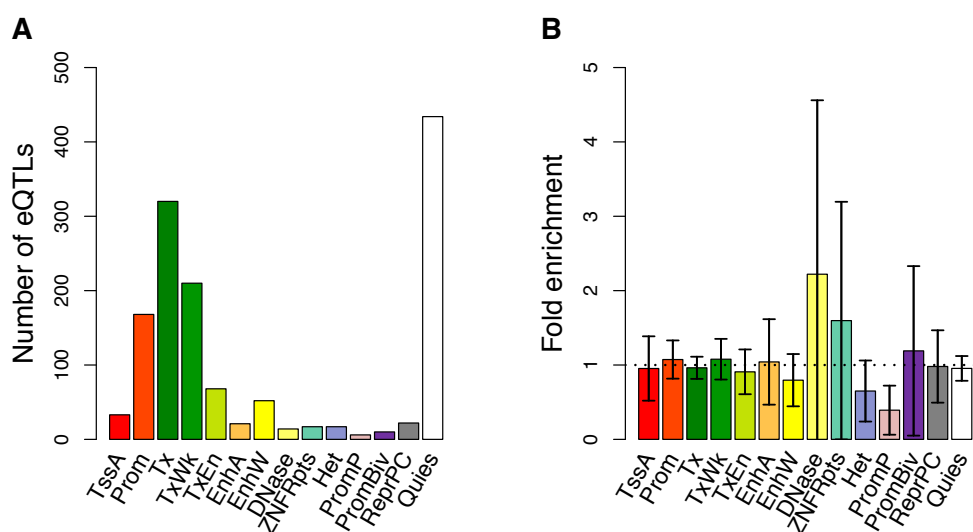 A
Number of eQTLs
500
400
300
200
100
0
TssA
Prom
Tx
TxWk
TxEn
EnhA
EnhW
DNase
ZNFRpts
Het
PromP
PromBiv
ReprPC
Quies
B
Fold enrichment
5
4
3
2
1
0
TssA
Prom
Tx
TxWk
TxEn
EnhA
EnhW
DNase
ZNFRpts
Het
PromP
PromBiv
ReprPC
Quies